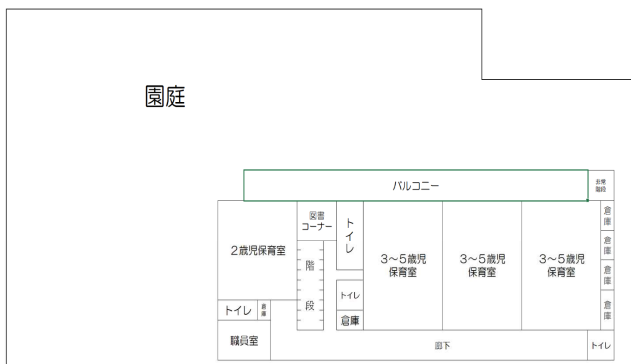 園庭
バルコニー
非常
階段
図書
コーナー
トイレ
2歳児保育室
3~5歳児
保育室
3~5歳児
保育室
3~5歳児
保育室
倉庫
倉庫
倉庫
倉庫
階段
トイレ
倉庫
トイレ
倉庫
職員室
廊下
トイレ